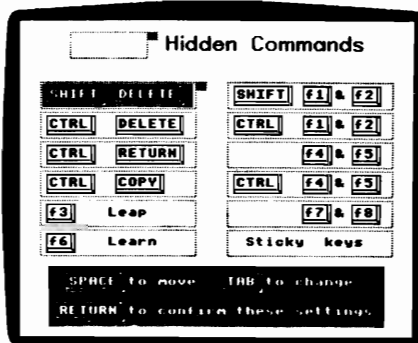 Hidden Commands
SHIFT DELETE
SHIFT f1 & f2
CTRL DELETE
CTRL f1 & f2
CTRL RETURN
f4 & f5
CTRL COPY
CTRL f4 & f5
f3 Leap
f7 & f8
f6 Learn
Sticky keys
SPACE to move TAB to change
RETURN to confirm these settings